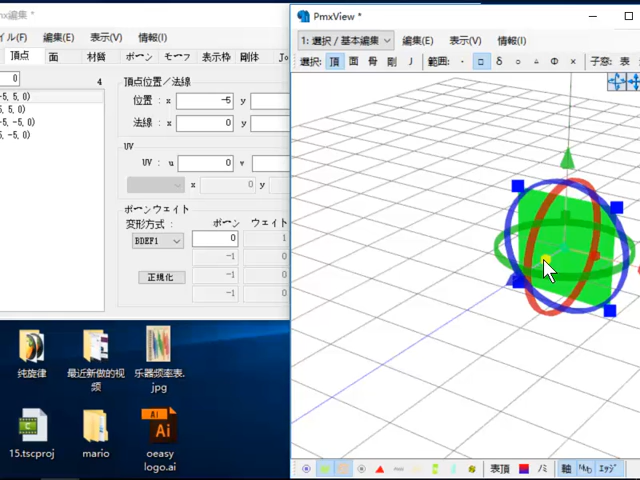 mx編集 *
イル(F) 編集(E) 表示(V) 情報(I)
頂点 面 材質 ボーン モーフ 表示枠 剛体 Jo
0 4
-5, 5, 0)
5, 5, 0)
-5, -5, 0)
5, -5, 0)
頂点位置/法線
位置 : x -5 y
法線 : x 0 y
UV
UV : u 0 v
x 0 y
ボーンウェイト
変形方式 : ボーン ウェイト
BDEF1 0 1
-1 0
正規化 -1 0
-1 0
纯旋律
最近新做的视
频
乐器频率表.
jpg
15.tscproj
mario
Ai
oeasy
logo.ai
PmxView *
1: 選択 / 基本編集 編集(E) 表示(V) 情報(I)
選択: 頂 面 骨 剛 J 範囲: □ δ ○ △ Φ × 子窓: 表
表頂 ﾉﾐ 軸 ｴｯｼﾞ